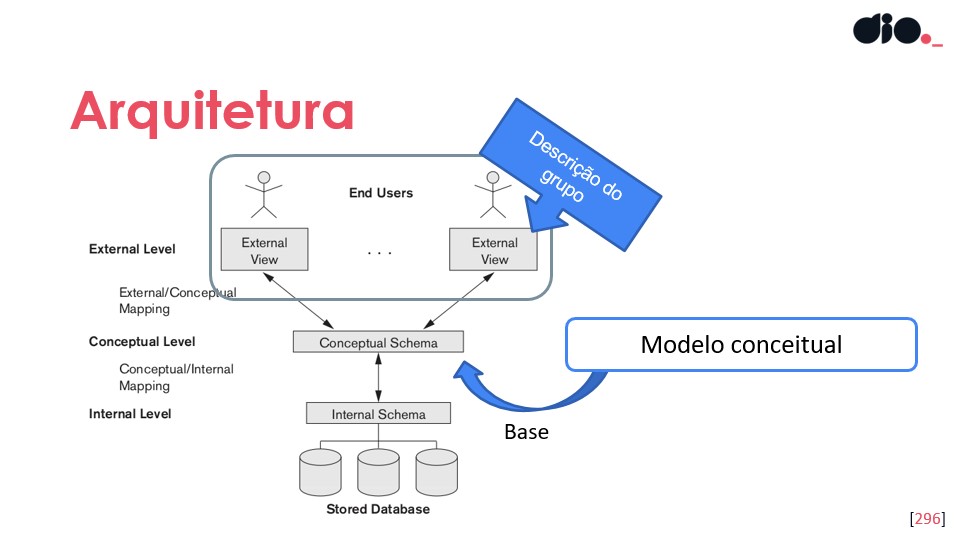 dio._
Arquitetura
Descrição do
grupo
End Users
External Level
External
View
. . .
External
View
External/Conceptual
Mapping
Conceptual Level
Conceptual Schema
Modelo conceitual
Conceptual/Internal
Mapping
Internal Level
Internal Schema
Base
Stored Database
[296]